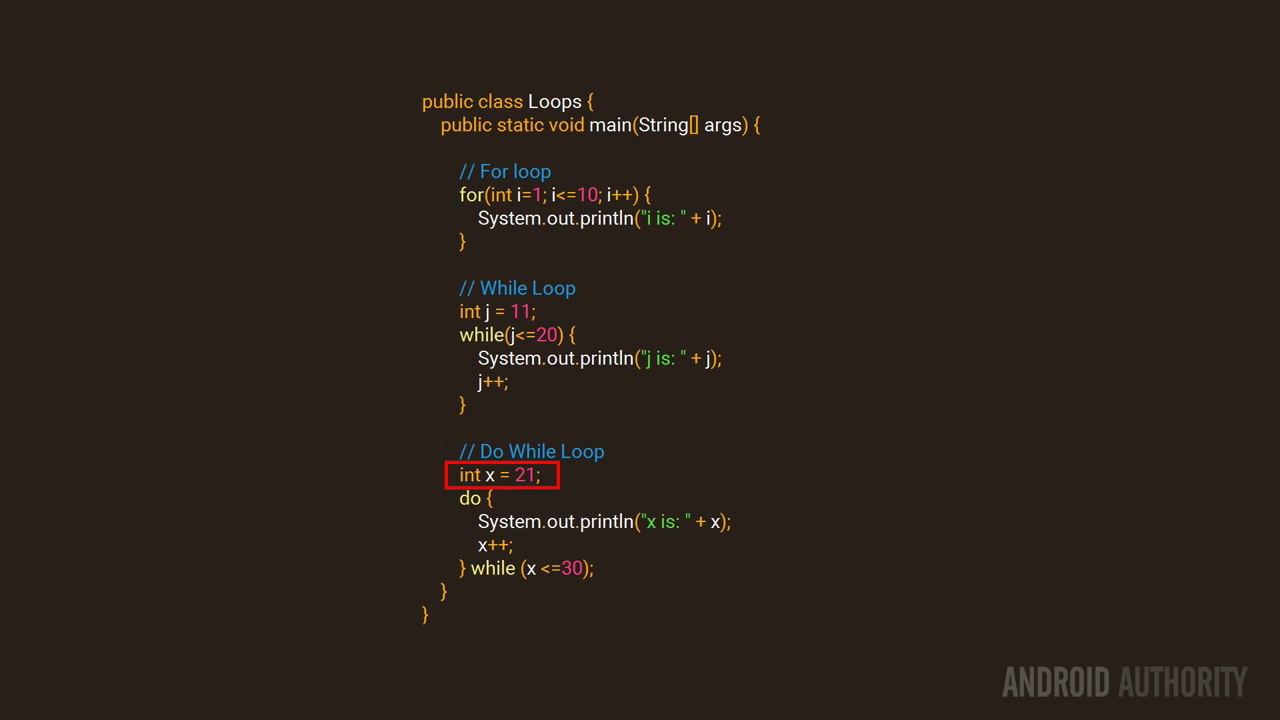 public class Loops {
public static void main(String[] args) {
// For loop
for(int i=1; i<=10; i++) {
System.out.println("i is: " + i);
}
// While Loop
int j = 11;
while(j<=20) {
System.out.println("j is: " + j);
j++;
}
// Do While Loop
int x = 21;
do {
System.out.println("x is: " + x);
x++;
} while (x <=30);
}
}
ANDROID AUTHORITY